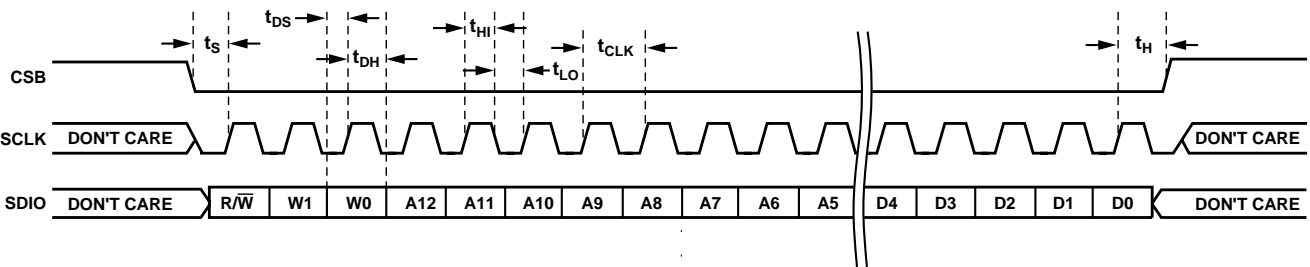 tDS
tHI
tS
tCLK
tH
tDH
tLO
CSB
SCLK DON'T CARE DON'T CARE
SDIO DON'T CARE R/W̅ W1 W0 A12 A11 A10 A9 A8 A7 A6 A5 D4 D3 D2 D1 D0 DON'T CARE